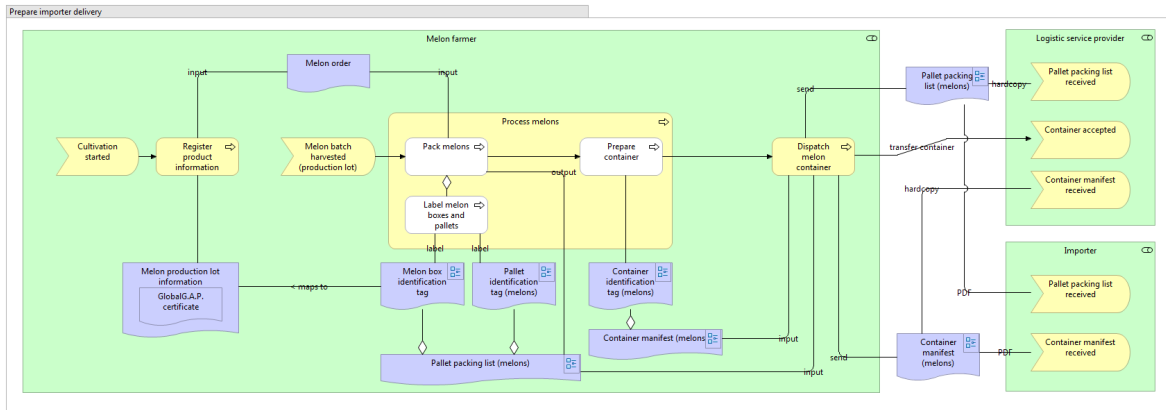 Prepare importer delivery
Melon farmer
Logistic service provider
Melon order
input
input
Pallet packing
list (melons)
hardcopy
Pallet packing list
received
send
Process melons
Cultivation
started
Register
product
information
Melon batch
harvested
(production lot)
Pack melons
Prepare
container
Dispatch
melon
container
transfer container
Container accepted
output
Container manifest
received
hardcopy
Label melon
boxes and
pallets
label
label
Importer
Melon production lot
information
GlobalG.A.P.
certificate
< maps to
Melon box
identification
tag
Pallet
identification
tag (melons)
Container
identification
tag (melons)
Pallet packing list
received
PDF
Container manifest (melons
input
Container
manifest
(melons)
PDF
Container manifest
received
send
Pallet packing list (melons)
input